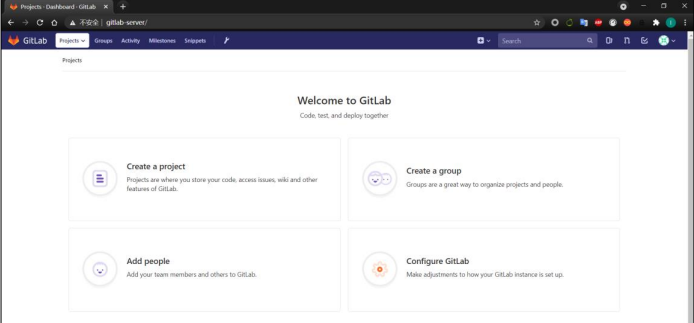 Projects · Dashboard · GitLab
不安全 | gitlab-server/
GitLab Projects Groups Activity Milestones Snippets Search
Projects
Welcome to GitLab
Code, test, and deploy together
Create a project
Projects are where you store your code, access issues, wiki and other
features of GitLab.
Create a group
Groups are a great way to organize projects and people.
Add people
Add your team members and others to GitLab.
Configure GitLab
Make adjustments to how your GitLab instance is set up.